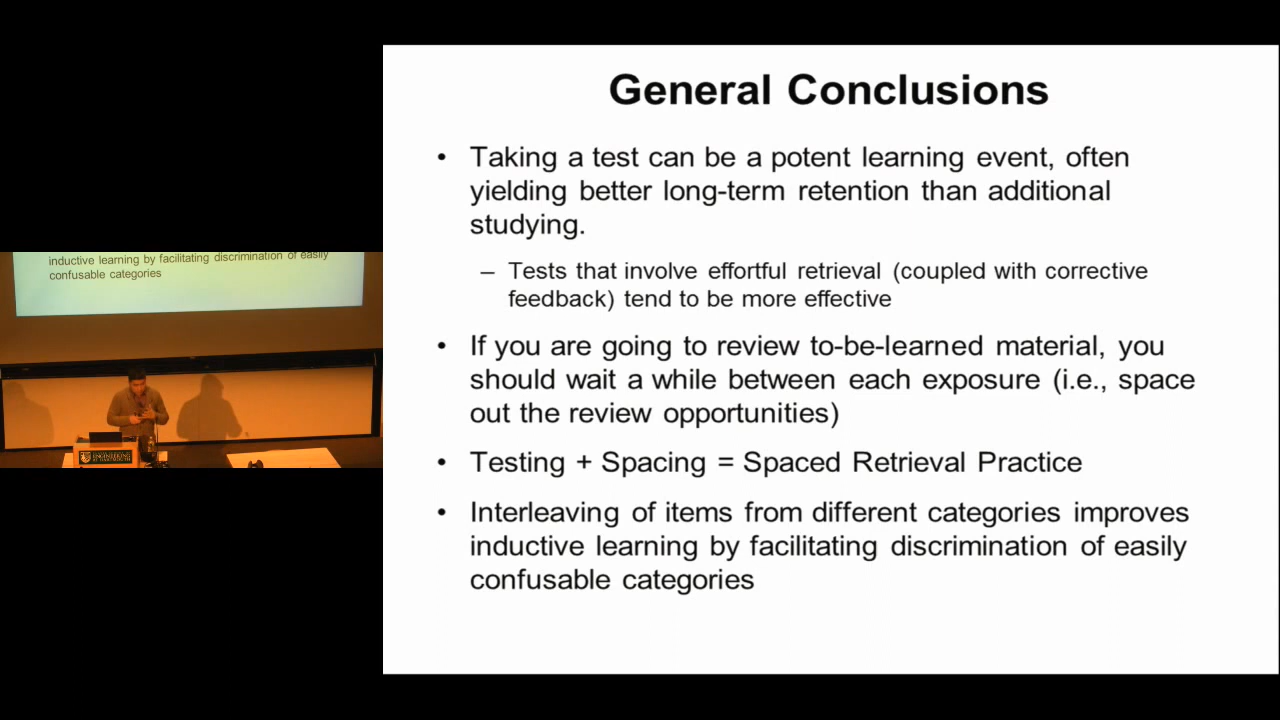 General Conclusions
• Taking a test can be a potent learning event, often
yielding better long-term retention than additional
studying.
– Tests that involve effortful retrieval (coupled with corrective
feedback) tend to be more effective
• If you are going to review to-be-learned material, you
should wait a while between each exposure (i.e., space
out the review opportunities)
• Testing + Spacing = Spaced Retrieval Practice
• Interleaving of items from different categories improves
inductive learning by facilitating discrimination of easily
confusable categories
inductive learning by facilitating discrimination of easily
confusable categories
ENGINEERING
AT DARTMOUTH